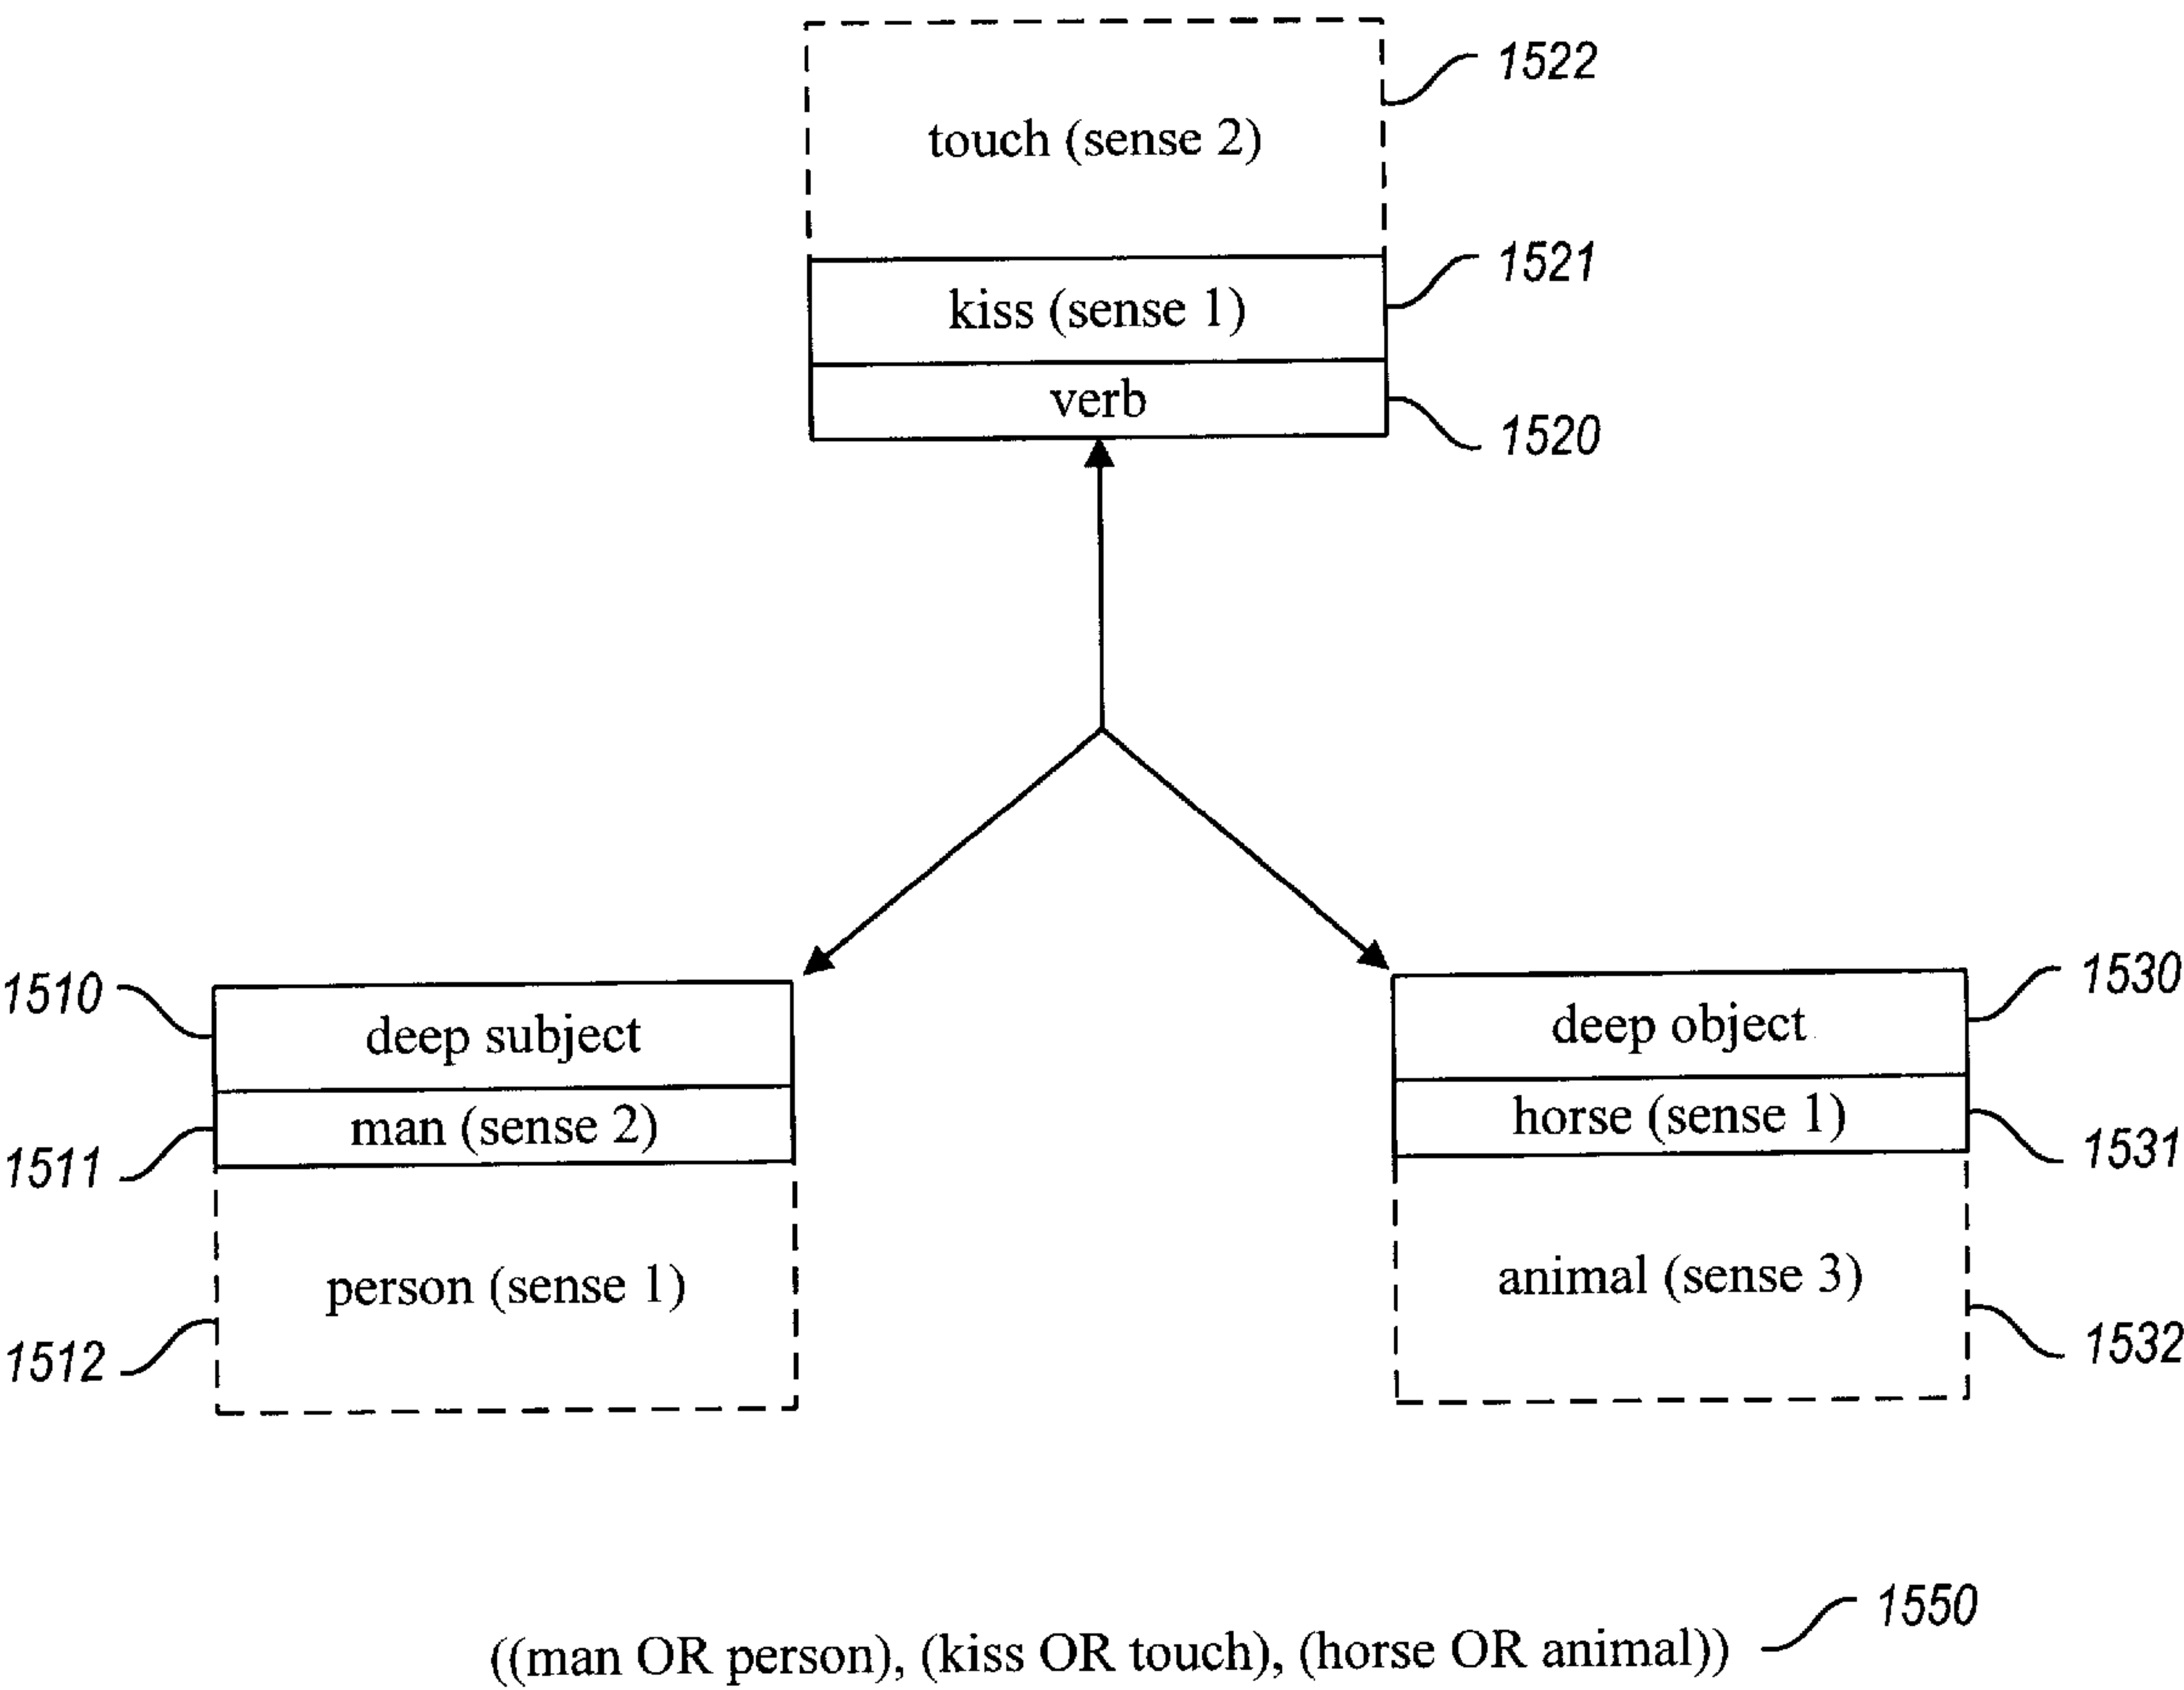 touch (sense 2)
1522
kiss (sense 1)
1521
verb
1520
1510
deep subject
man (sense 2)
1511
person (sense 1)
1512
deep object
1530
horse (sense 1)
1531
animal (sense 3)
1532
((man OR person), (kiss OR touch), (horse OR animal))
1550